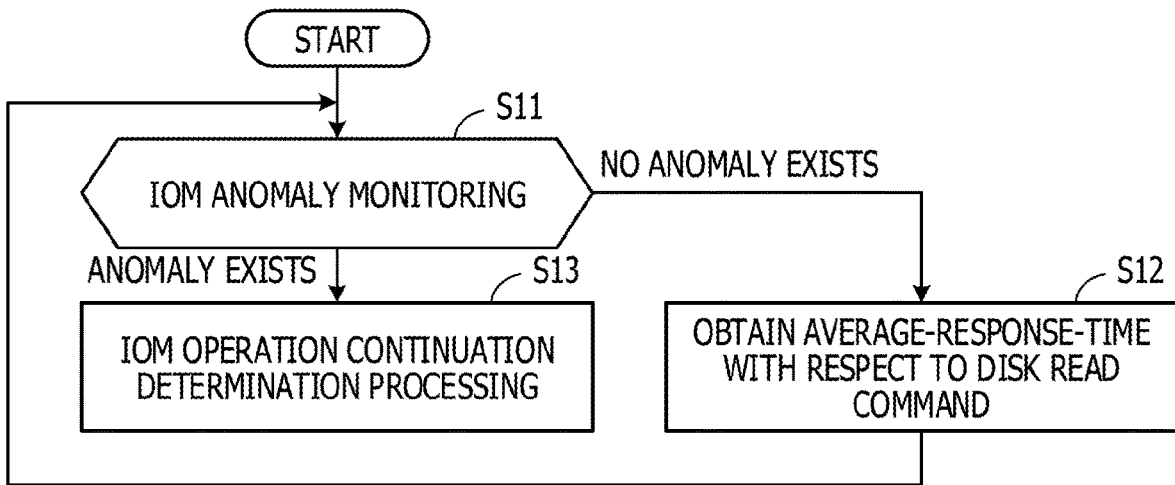 START
S11
IOM ANOMALY MONITORING
NO ANOMALY EXISTS
ANOMALY EXISTS
S13
IOM OPERATION CONTINUATION
DETERMINATION PROCESSING
S12
OBTAIN AVERAGE-RESPONSE-TIME
WITH RESPECT TO DISK READ
COMMAND